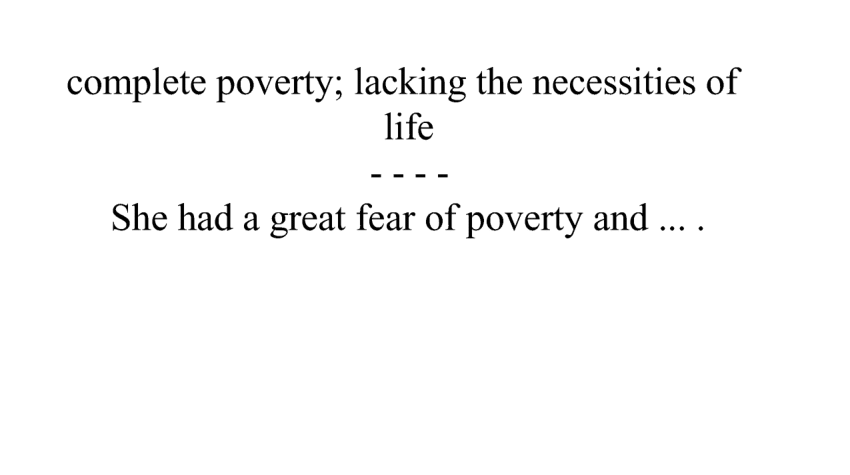 complete poverty; lacking the necessities of
life
- - - -
She had a great fear of poverty and ... .